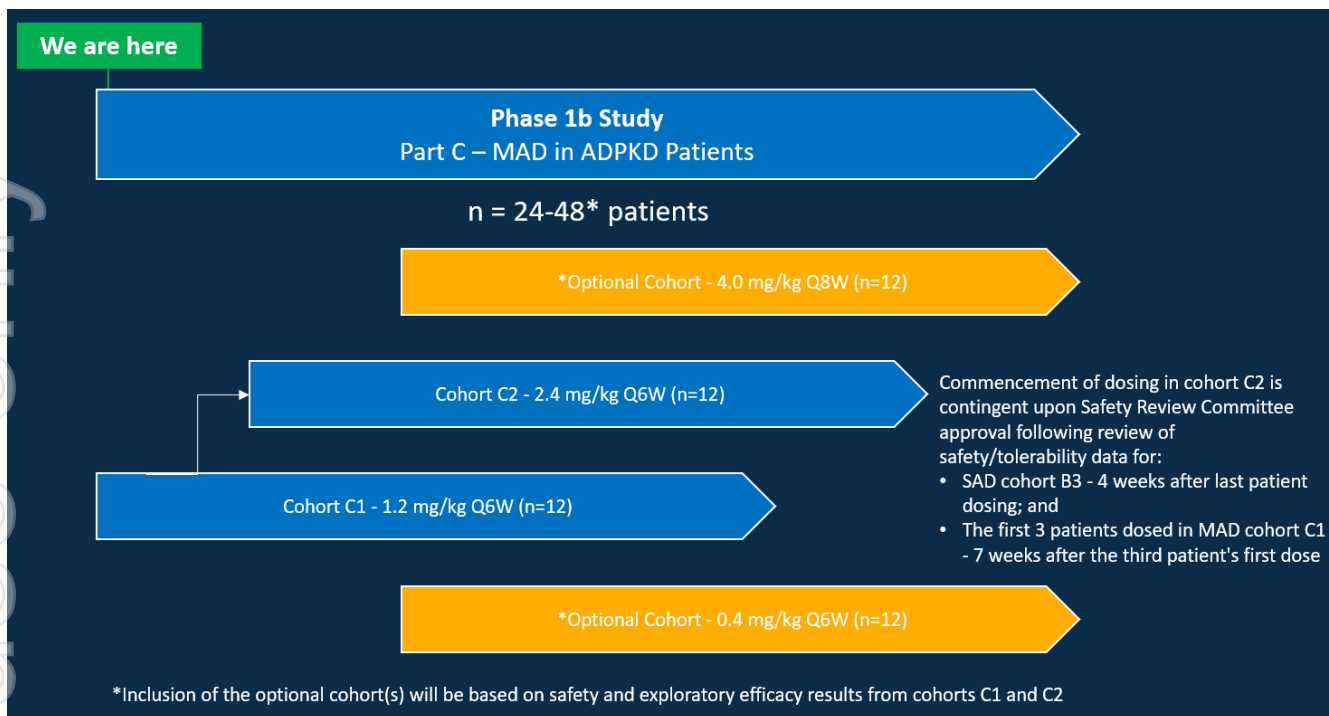 We are here
Phase 1b Study
Part C – MAD in ADPKD Patients
n = 24-48* patients
*Optional Cohort - 4.0 mg/kg Q8W (n=12)
Cohort C2 - 2.4 mg/kg Q6W (n=12)
Cohort C1 - 1.2 mg/kg Q6W (n=12)
Commencement of dosing in cohort C2 is
contingent upon Safety Review Committee
approval following review of
safety/tolerability data for:
• SAD cohort B3 - 4 weeks after last patient
dosing; and
• The first 3 patients dosed in MAD cohort C1
- 7 weeks after the third patient's first dose
*Optional Cohort - 0.4 mg/kg Q6W (n=12)
*Inclusion of the optional cohort(s) will be based on safety and exploratory efficacy results from cohorts C1 and C2